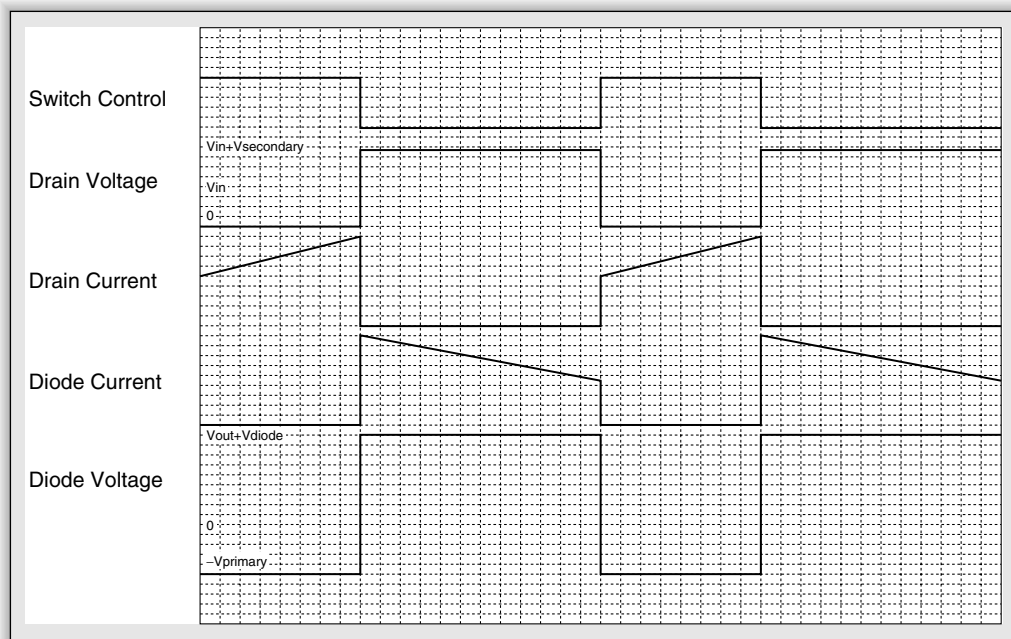 Switch Control
Vin+Vsecondary
Drain Voltage
Vin
0
Drain Current
Diode Current
Vout+Vdiode
Diode Voltage
0
–Vprimary